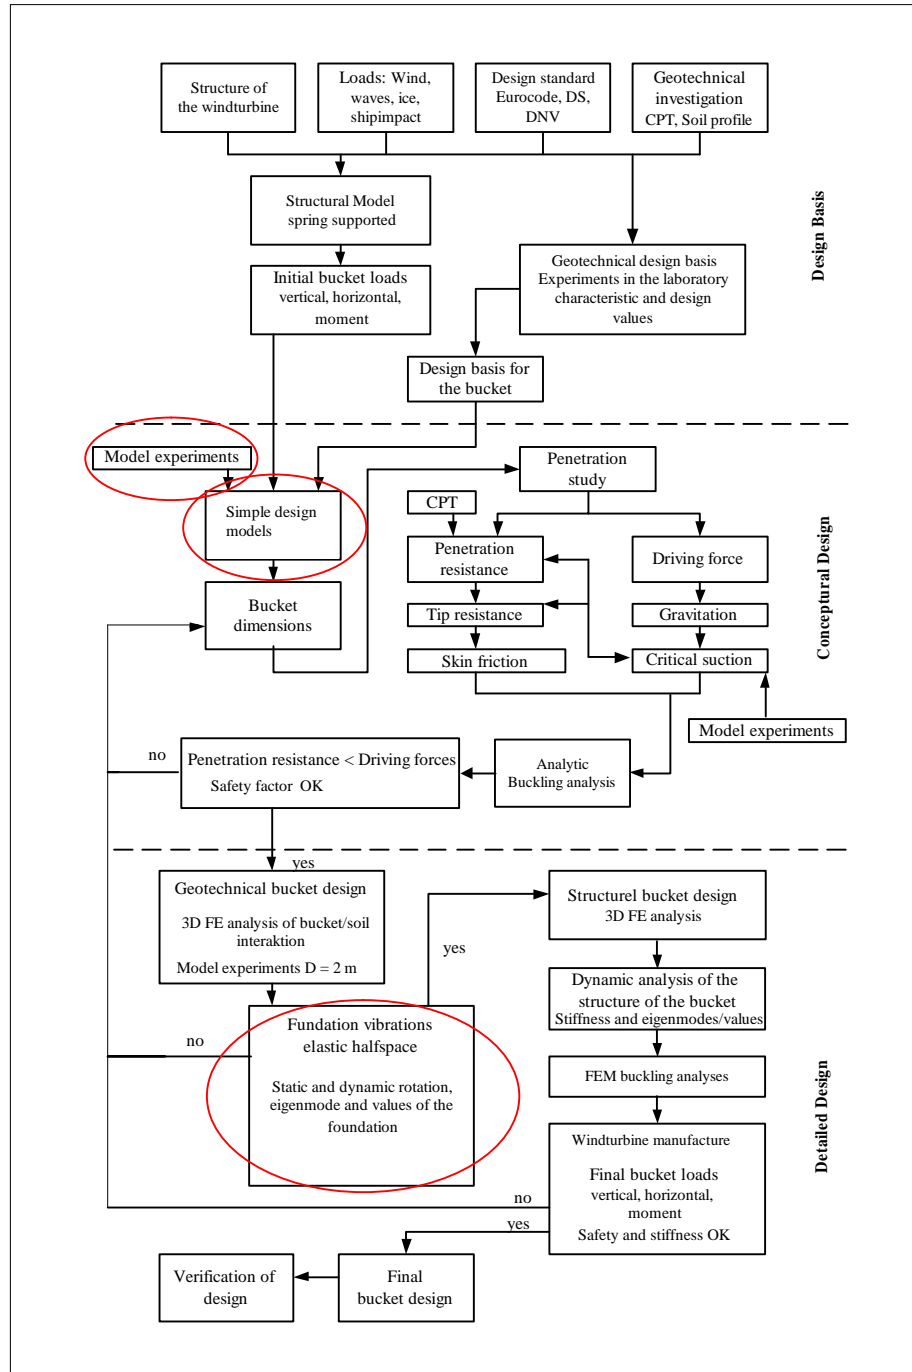 Structure of
the windturbine
Loads: Wind,
waves, ice,
shipimpact
Design standard
Eurocode, DS,
DNV
Geotechnical
investigation
CPT, Soil profile
Structural Model
spring supported
Initial bucket loads
vertical, horizontal,
moment
Geotechnical design basis
Experiments in the laboratory
characteristic and design
values
Design basis for
the bucket
Design Basis
Model experiments
Simple design
models
Bucket
dimensions
Penetration
study
CPT
Penetration
resistance
Driving force
Tip resistance
Gravitation
Skin friction
Critical suction
Model experiments
Conceptural Design
no
Penetration resistance < Driving forces
Safety factor OK
Analytic
Buckling analysis
yes
Geotechnical bucket design
3D FE analysis of bucket/soil
interaktion
Model experiments D = 2 m
yes
Structurel bucket design
3D FE analysis
no
Fundation vibrations
elastic halfspace
Static and dynamic rotation,
eigenmode and values of the
foundation
Dynamic analysis of the
structure of the bucket
Stiffness and eigenmodes/values
FEM buckling analyses
Windturbine manufacture
Final bucket loads
vertical, horizontal,
moment
Safety and stiffness OK
no
yes
Verification of
design
Final
bucket design
Detailed Design